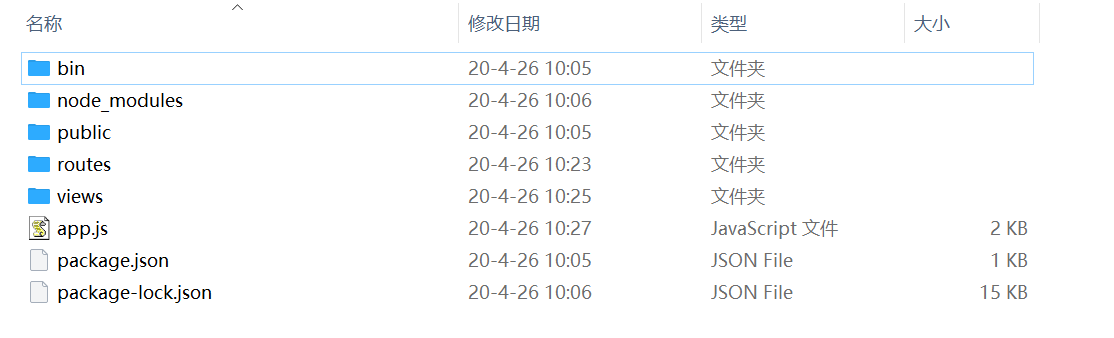 名称 修改日期 类型 大小
bin 20-4-26 10:05 文件夹
node_modules 20-4-26 10:06 文件夹
public 20-4-26 10:05 文件夹
routes 20-4-26 10:23 文件夹
views 20-4-26 10:25 文件夹
app.js 20-4-26 10:27 JavaScript 文件 2 KB
package.json 20-4-26 10:05 JSON File 1 KB
package-lock.json 20-4-26 10:06 JSON File 15 KB